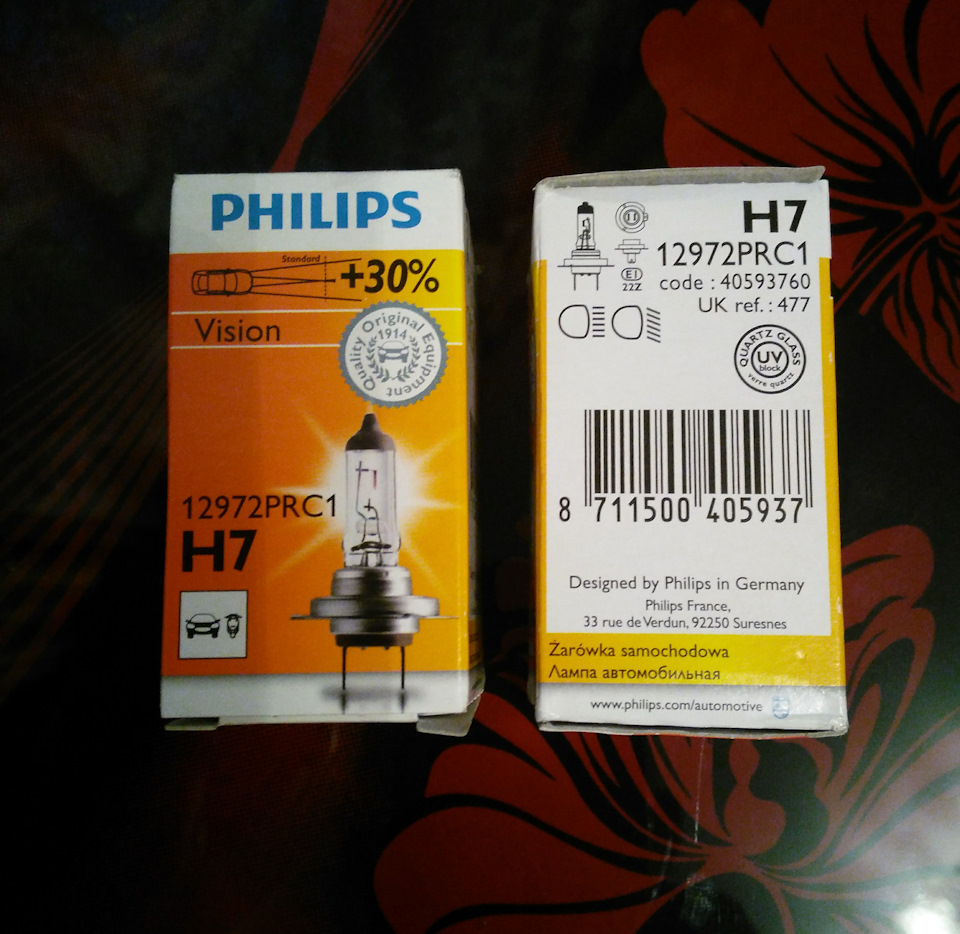 PHILIPS
Standard
+30%
Vision
Quality Original Equipment
1914
12972PRC1
H7
H7
12972PRC1
code : 40593760
UK ref. : 477
E1
22Z
QUARTZ GLASS
UV
block
verre quartz
8 711500 405937
Designed by Philips in Germany
Philips France,
33 rue de Verdun, 92250 Suresnes
Żarówka samochodowa
Лампа автомобильная
www.philips.com/automotive